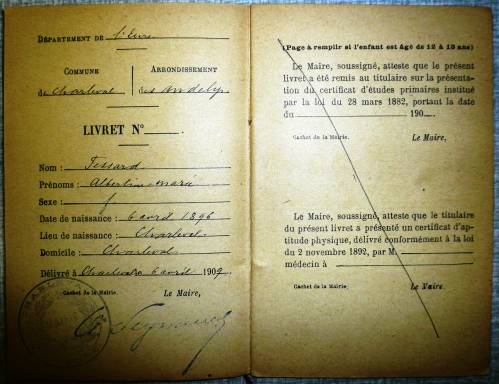 DÉPARTEMENT DE l'Eure
COMMUNE
de Charleval
ARRONDISSEMENT
des Andelys
LIVRET N°
Nom : Tessard
Prénoms : Albertine Marie
Sexe : f
Date de naissance : 6 avril 1896
Lieu de naissance : Charleval
Domicile : Charleval
Délivré à Charleval 6 avril 1909
Cachet de la Mairie. Le Maire,
(Page à remplir si l'enfant est Agé de 12 à 13 ans)
Le Maire, soussigné, atteste que le présent
livret a été remis au titulaire sur la présenta-
tion du certificat d'études primaires institué
par la loi du 28 mars 1882, portant la date
du 190
Cachet de la Mairie. Le Maire,
Le Maire, soussigné, atteste que le titulaire
du présent livret a présenté un certificat d'ap-
titude physique, délivré conformément à la loi
du 2 novembre 1892, par M.
médecin à
Cachet de la Mairie. Le Maire.